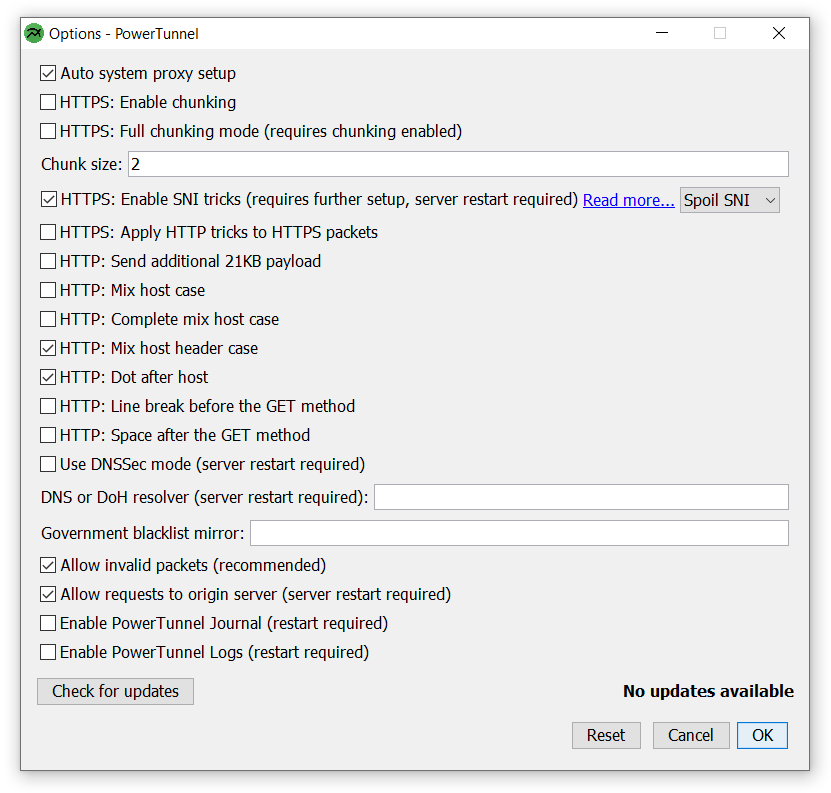 Options - PowerTunnel
Auto system proxy setup
HTTPS: Enable chunking
HTTPS: Full chunking mode (requires chunking enabled)
Chunk size: 2
HTTPS: Enable SNI tricks (requires further setup, server restart required) Read more... Spoil SNI
HTTPS: Apply HTTP tricks to HTTPS packets
HTTP: Send additional 21KB payload
HTTP: Mix host case
HTTP: Complete mix host case
HTTP: Mix host header case
HTTP: Dot after host
HTTP: Line break before the GET method
HTTP: Space after the GET method
Use DNSSec mode (server restart required)
DNS or DoH resolver (server restart required):
Government blacklist mirror:
Allow invalid packets (recommended)
Allow requests to origin server (server restart required)
Enable PowerTunnel Journal (restart required)
Enable PowerTunnel Logs (restart required)
Check for updates No updates available
Reset Cancel OK